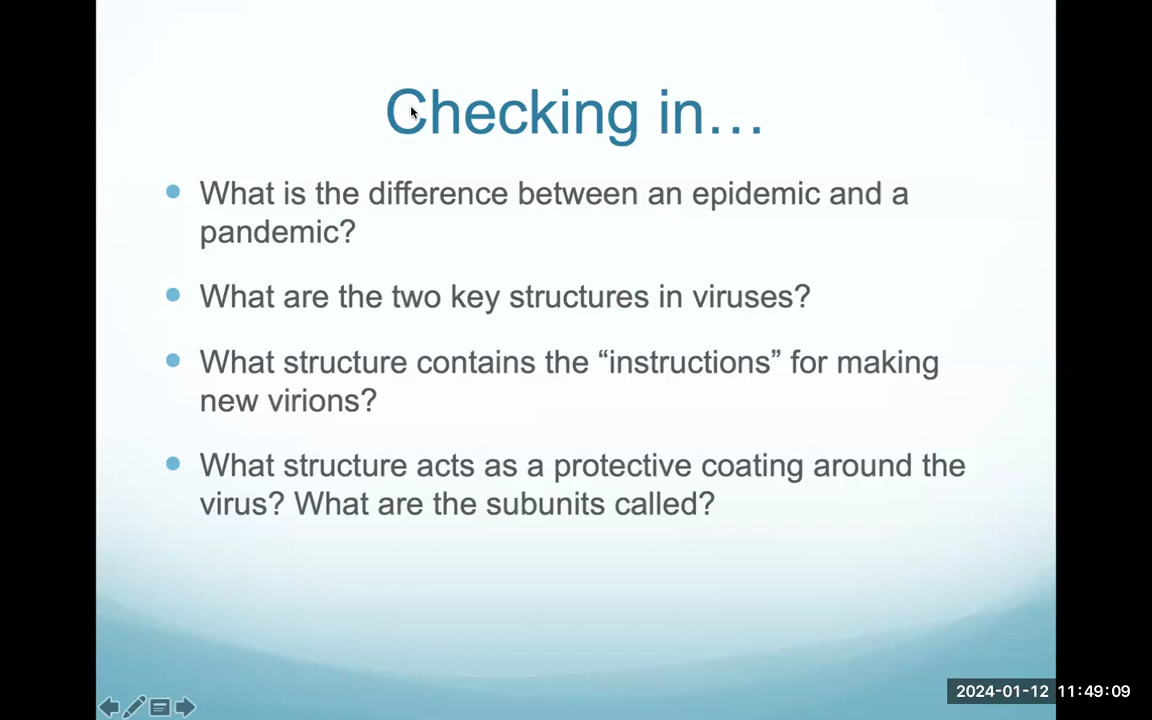 Checking in…
What is the difference between an epidemic and a
pandemic?
What are the two key structures in viruses?
What structure contains the “instructions” for making
new virions?
What structure acts as a protective coating around the
virus? What are the subunits called?
2024-01-12 11:49:09